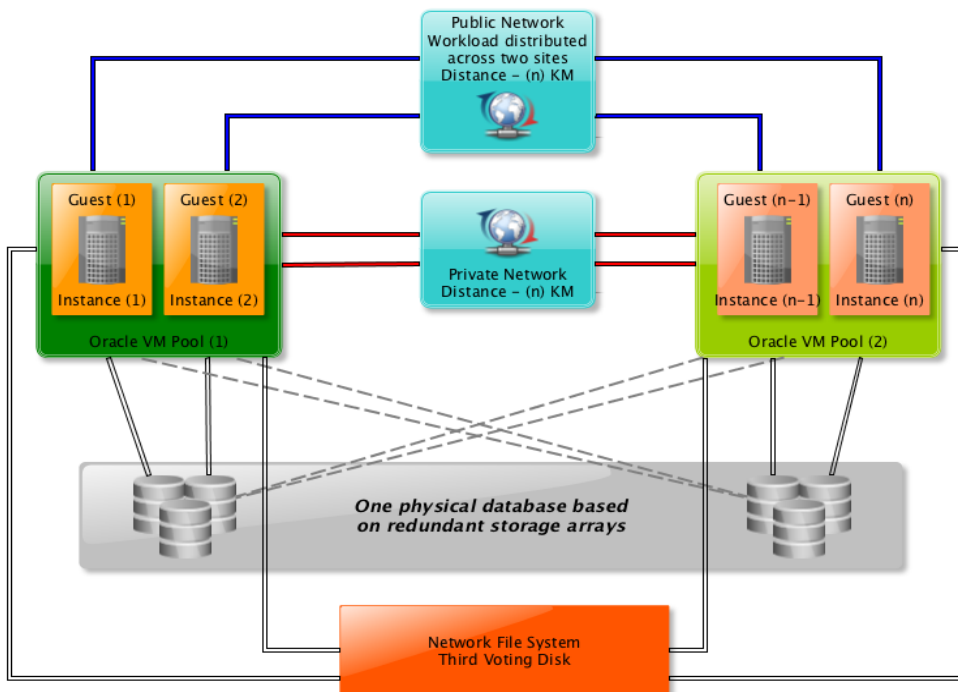 Public Network
Workload distributed
across two sites
Distance – (n) KM
Guest (1)
Guest (2)
Instance (1)
Instance (2)
Oracle VM Pool (1)
Private Network
Distance – (n) KM
Guest (n-1)
Guest (n)
Instance (n-1)
Instance (n)
Oracle VM Pool (2)
One physical database based
on redundant storage arrays
Network File System
Third Voting Disk